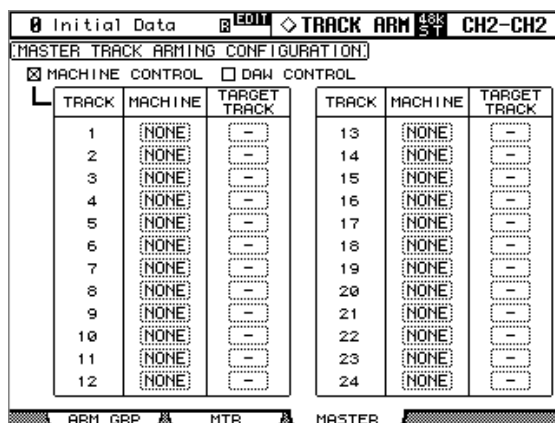 0 Initial Data R EDIT ◇TRACK ARM 48k ST CH2-CH2
MASTER TRACK ARMING CONFIGURATION
☒ MACHINE CONTROL ☐ DAW CONTROL
TRACK MACHINE TARGET TRACK TRACK MACHINE TARGET TRACK
1 NONE - 13 NONE -
2 NONE - 14 NONE -
3 NONE - 15 NONE -
4 NONE - 16 NONE -
5 NONE - 17 NONE -
6 NONE - 18 NONE -
7 NONE - 19 NONE -
8 NONE - 20 NONE -
9 NONE - 21 NONE -
10 NONE - 22 NONE -
11 NONE - 23 NONE -
12 NONE - 24 NONE -
ARM GRP MTR MASTER